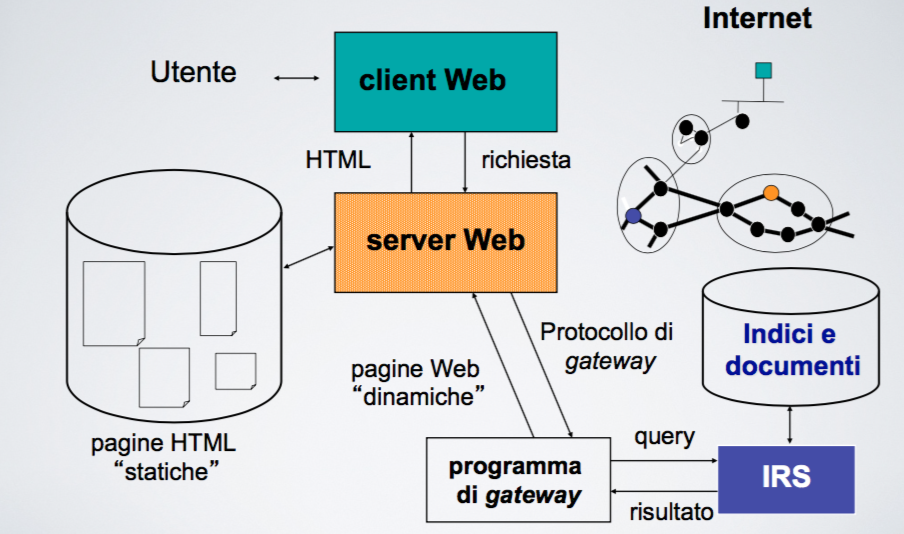 Internet
Utente
client Web
HTML
richiesta
server Web
Protocollo di
gateway
pagine Web
“dinamiche”
Indici e
documenti
pagine HTML
“statiche”
programma
di gateway
query
risultato
IRS